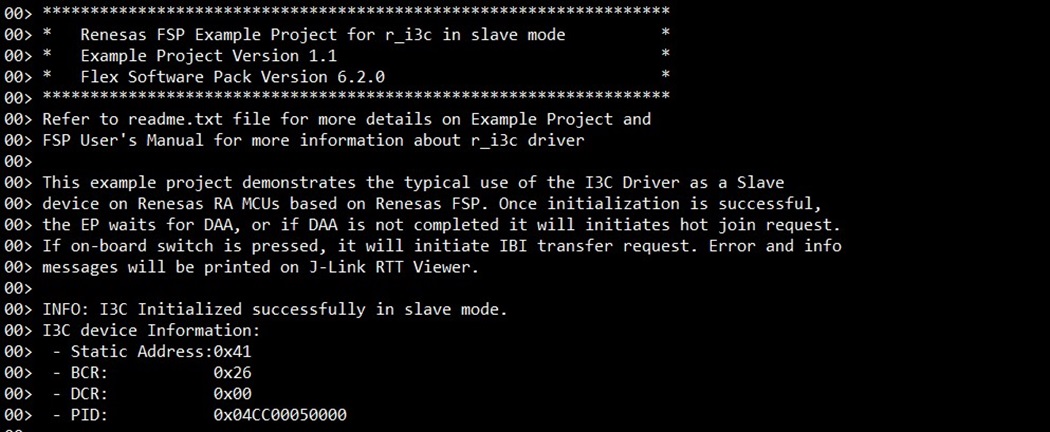 00> ******************************************************************
00> *   Renesas FSP Example Project for r_i3c in slave mode          *
00> *   Example Project Version 1.1                                  *
00> *   Flex Software Pack Version 6.2.0                             *
00> ******************************************************************
00> Refer to readme.txt file for more details on Example Project and
00> FSP User's Manual for more information about r_i3c driver
00>
00> This example project demonstrates the typical use of the I3C Driver as a Slave
00> device on Renesas RA MCUs based on Renesas FSP. Once initialization is successful,
00> the EP waits for DAA, or if DAA is not completed it will initiates hot join request.
00> If on-board switch is pressed, it will initiate IBI transfer request. Error and info
00> messages will be printed on J-Link RTT Viewer.
00>
00> INFO: I3C Initialized successfully in slave mode.
00> I3C device Information:
00>  - Static Address:0x41
00>  - BCR:           0x26
00>  - DCR:           0x00
00>  - PID:           0x04CC00050000